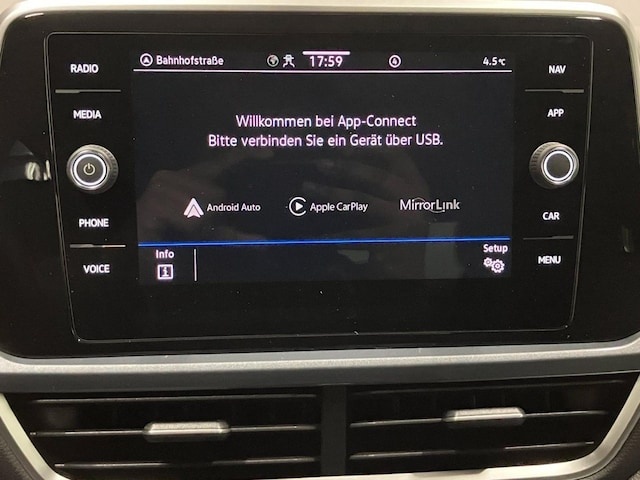 RADIO
MEDIA
PHONE
VOICE
Bahnhofstraße
17:59
4
4.5°C
Willkommen bei App-Connect
Bitte verbinden Sie ein Gerät über USB.
Android Auto
Apple CarPlay
MirrorLink
Info
Setup
NAV
APP
CAR
MENU